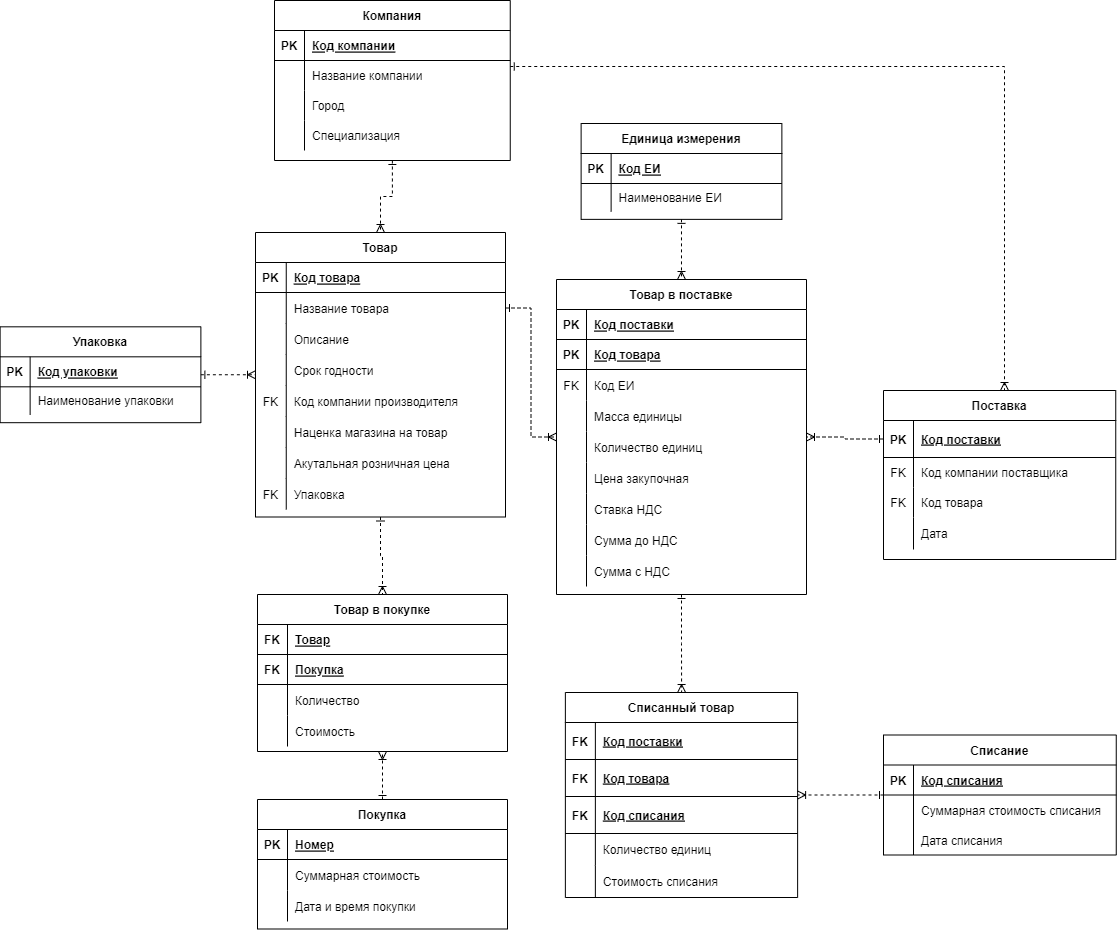 Компания
PK Код компании
Название компании
Город
Специализация
Единица измерения
PK Код ЕИ
Наименование ЕИ
Товар
PK Код товара
Название товара
Описание
Срок годности
FK Код компании производителя
Наценка магазина на товар
Акутальная розничная цена
FK Упаковка
Упаковка
PK Код упаковки
Наименование упаковки
Товар в поставке
PK Код поставки
PK Код товара
FK Код ЕИ
Масса единицы
Количество единиц
Цена закупочная
Ставка НДС
Сумма до НДС
Сумма с НДС
Поставка
PK Код поставки
FK Код компании поставщика
FK Код товара
Дата
Товар в покупке
FK Товар
FK Покупка
Количество
Стоимость
Покупка
PK Номер
Суммарная стоимость
Дата и время покупки
Списанный товар
FK Код поставки
FK Код товара
FK Код списания
Количество единиц
Стоимость списания
Списание
PK Код списания
Суммарная стоимость списания
Дата списания